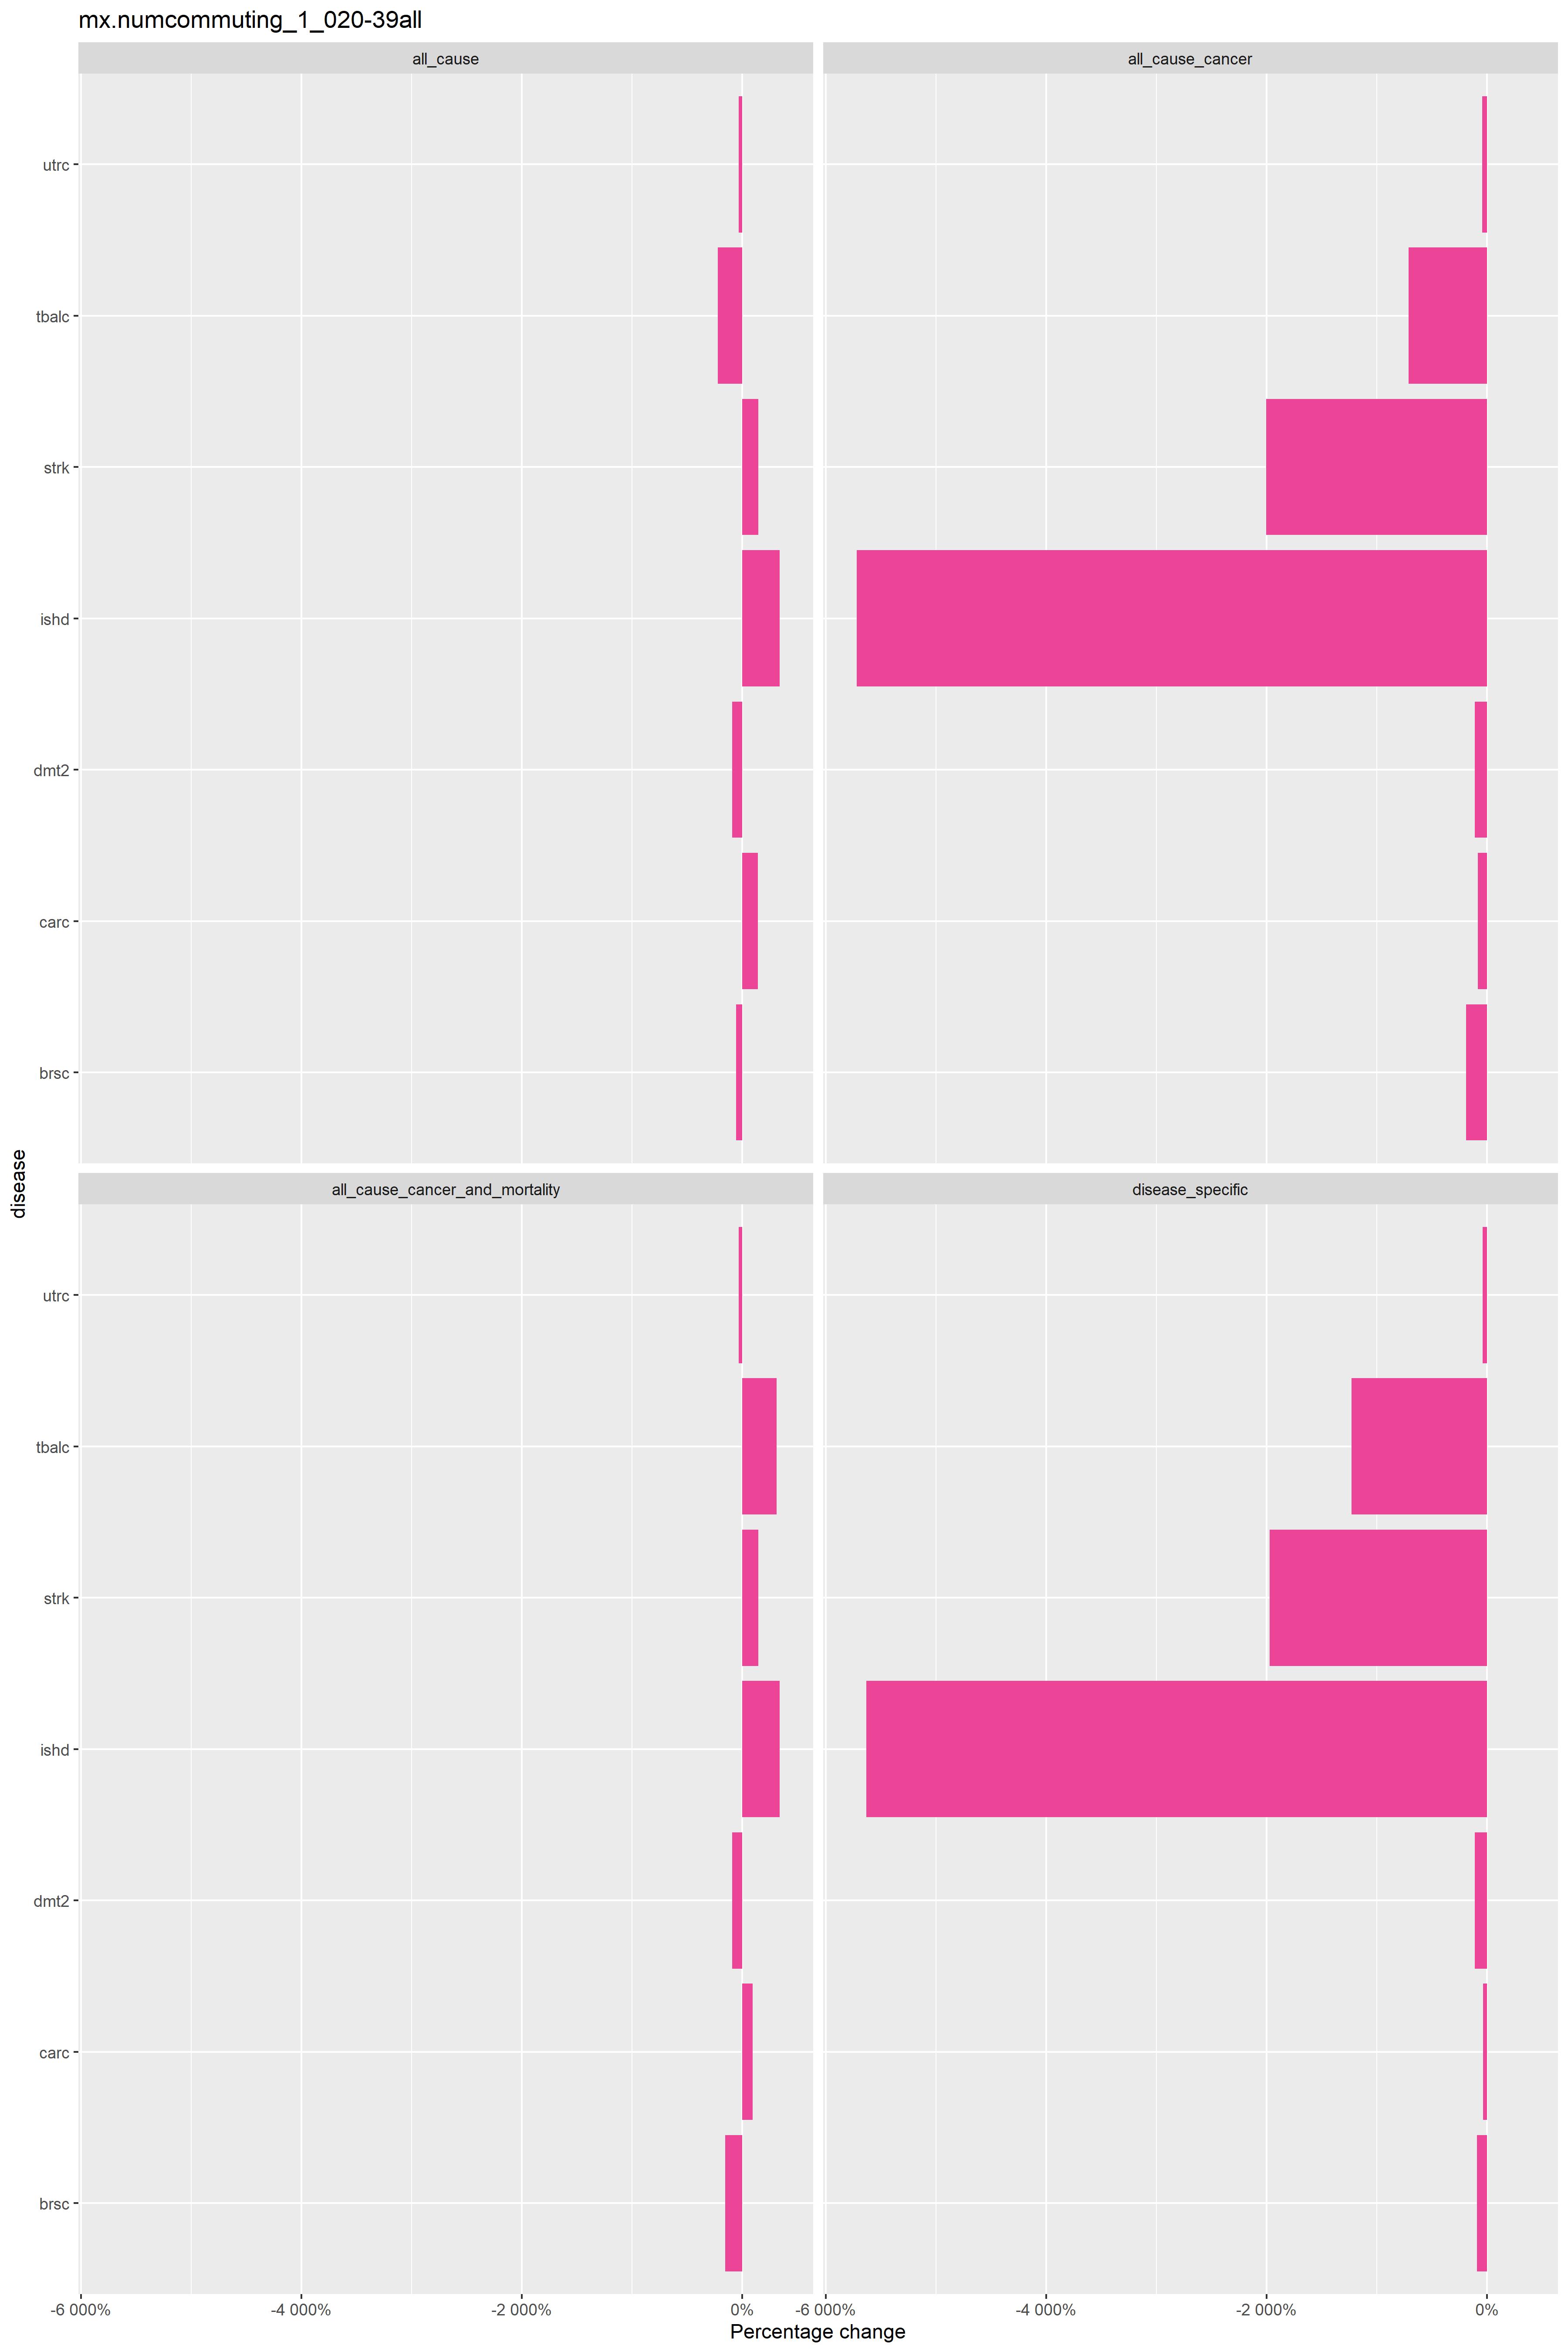 mx.numcommuting_1_020-39all
all_cause
all_cause_cancer
utrc
tbalc
strk
ishd
dmt2
carc
brsc
disease
all_cause_cancer_and_mortality
disease_specific
utrc
tbalc
strk
ishd
dmt2
carc
brsc
-6 000%
-4 000%
-2 000%
0%
-6 000%
-4 000%
-2 000%
0%
Percentage change